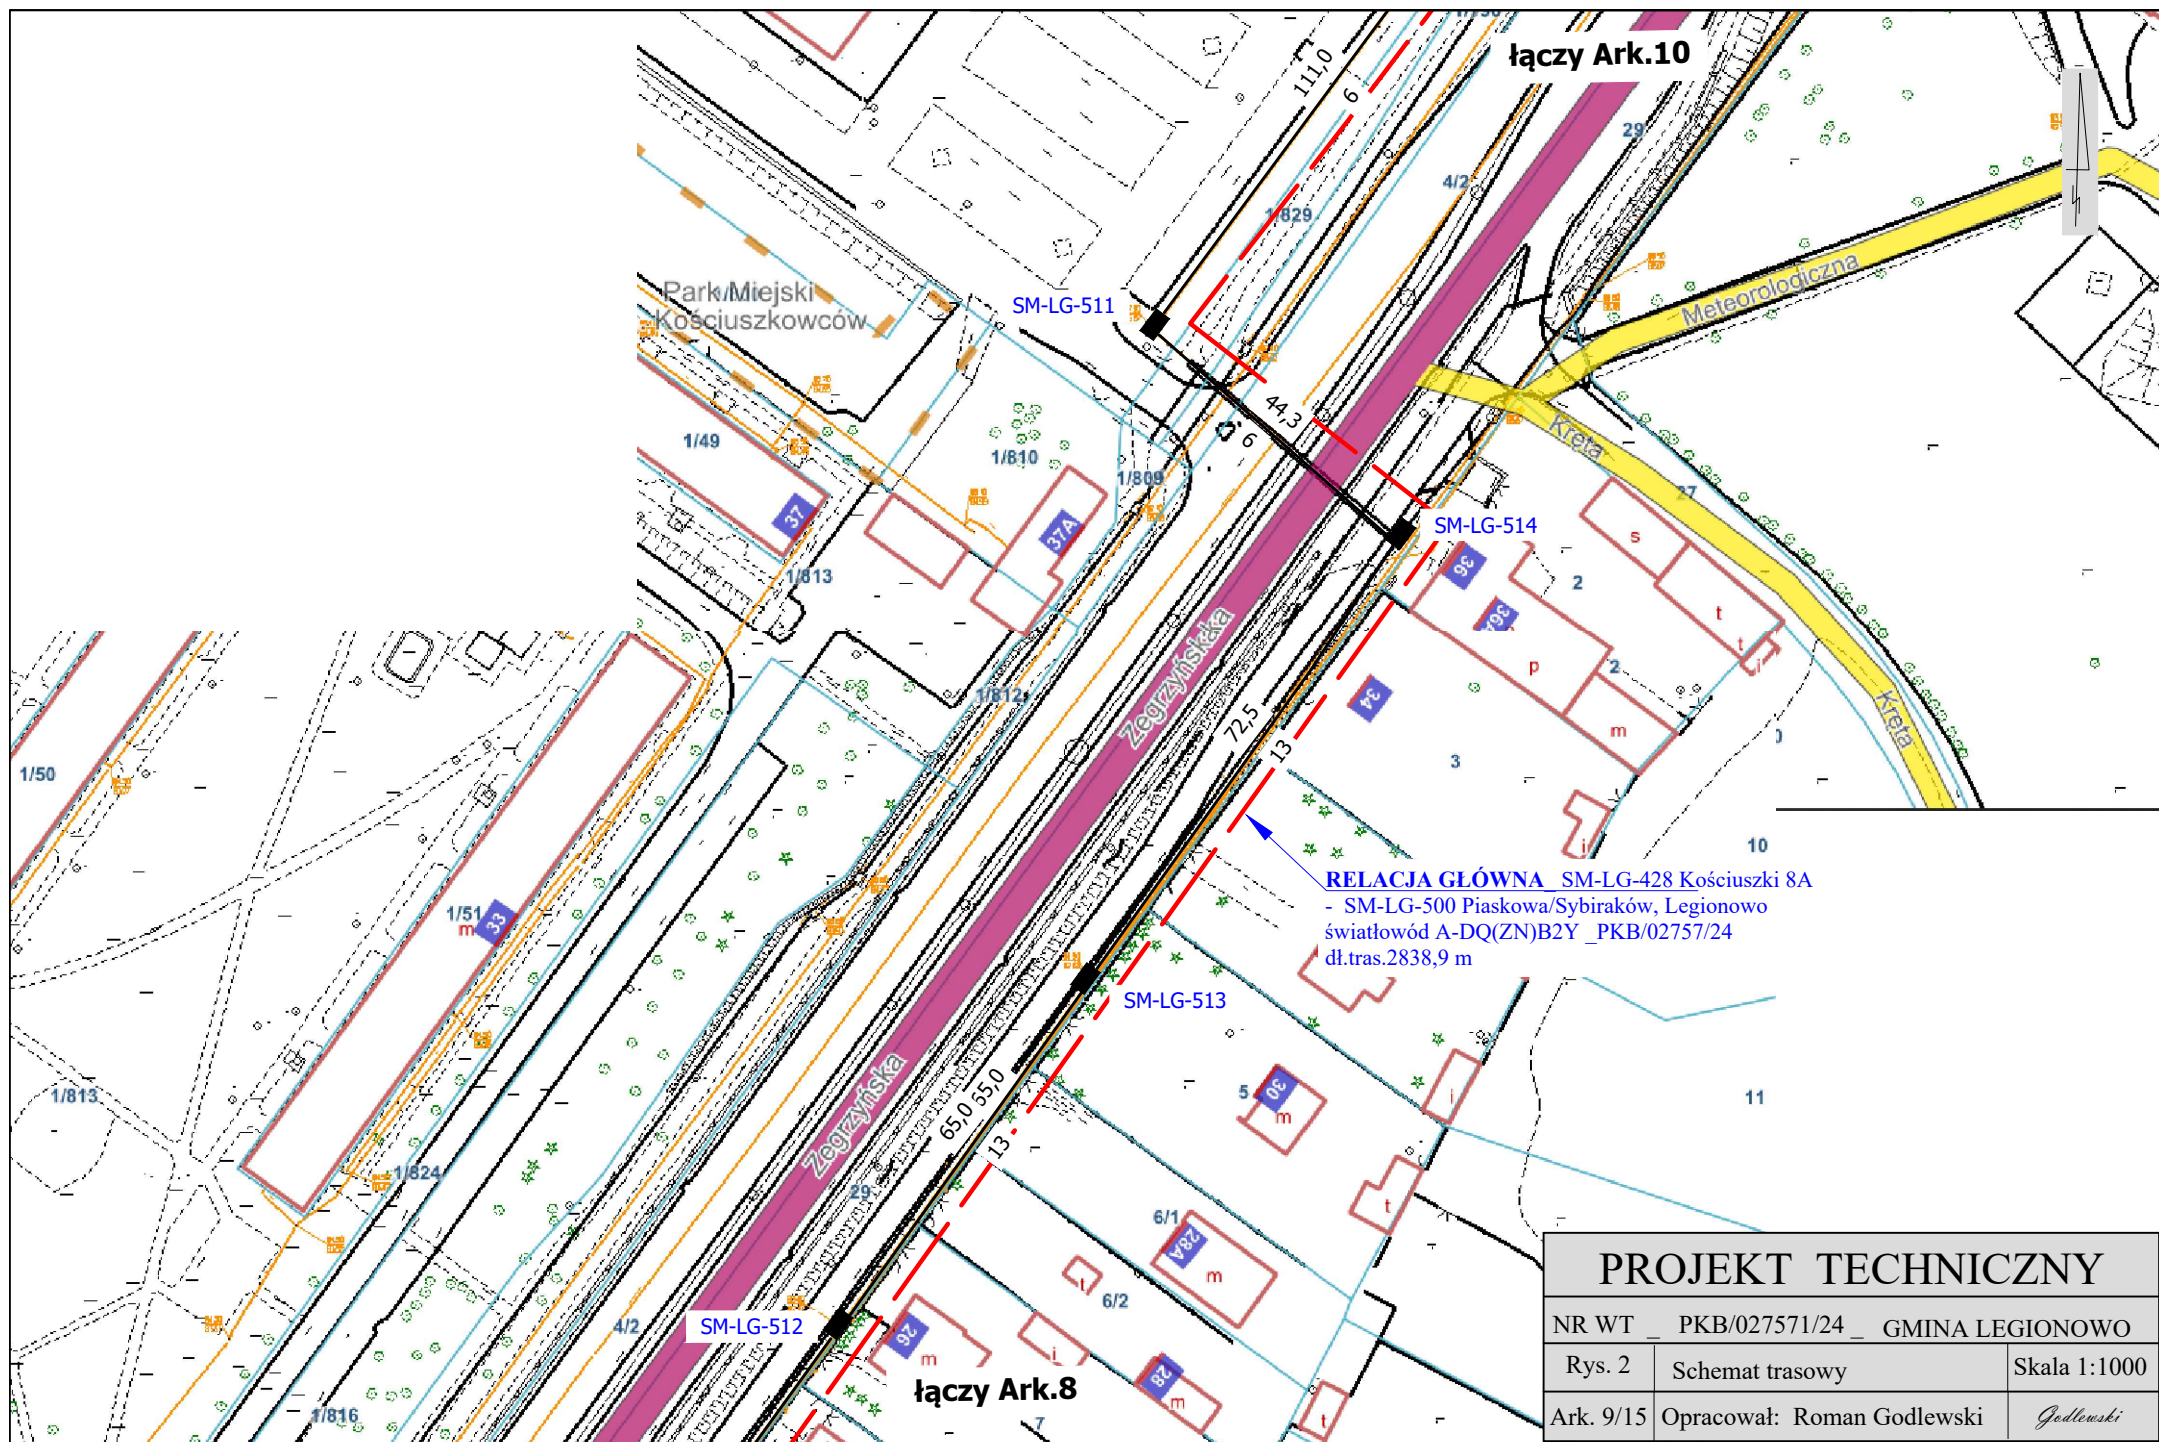 łączy Ark.10
111,0
6
29
4/2
1/829
Park Miejski
Kościuszkowców
SM-LG-511
Meteorologiczna
44,3
6
Kręta
1/49
1/810
1/809
27
37
37A
SM-LG-514
36
s
2
1/813
36A
t
t
i
p
2
34
m
Zegrzyńska
Kręta
1/812
72,5
13
3
1/50
i
10
RELACJA GŁÓWNA_ SM-LG-428 Kościuszki 8A
- SM-LG-500 Piaskowa/Sybiraków, Legionowo
światłowód A-DQ(ZN)B2Y _PKB/02757/24
dł.tras.2838,9 m
1/51
m
33
SM-LG-513
Zegrzyńska
65,0
55,0
13
5
30
m
i
11
1/813
1/824
29
6/1
28A
m
t
t
6/2
SM-LG-512
4/2
26
m
i
28
m
t
łączy Ark.8
7
1/816
PROJEKT TECHNICZNY
NR WT _ PKB/027571/24 _ GMINA LEGIONOWO
Rys. 2 Schemat trasowy Skala 1:1000
Ark. 9/15 Opracował: Roman Godlewski Godlewski